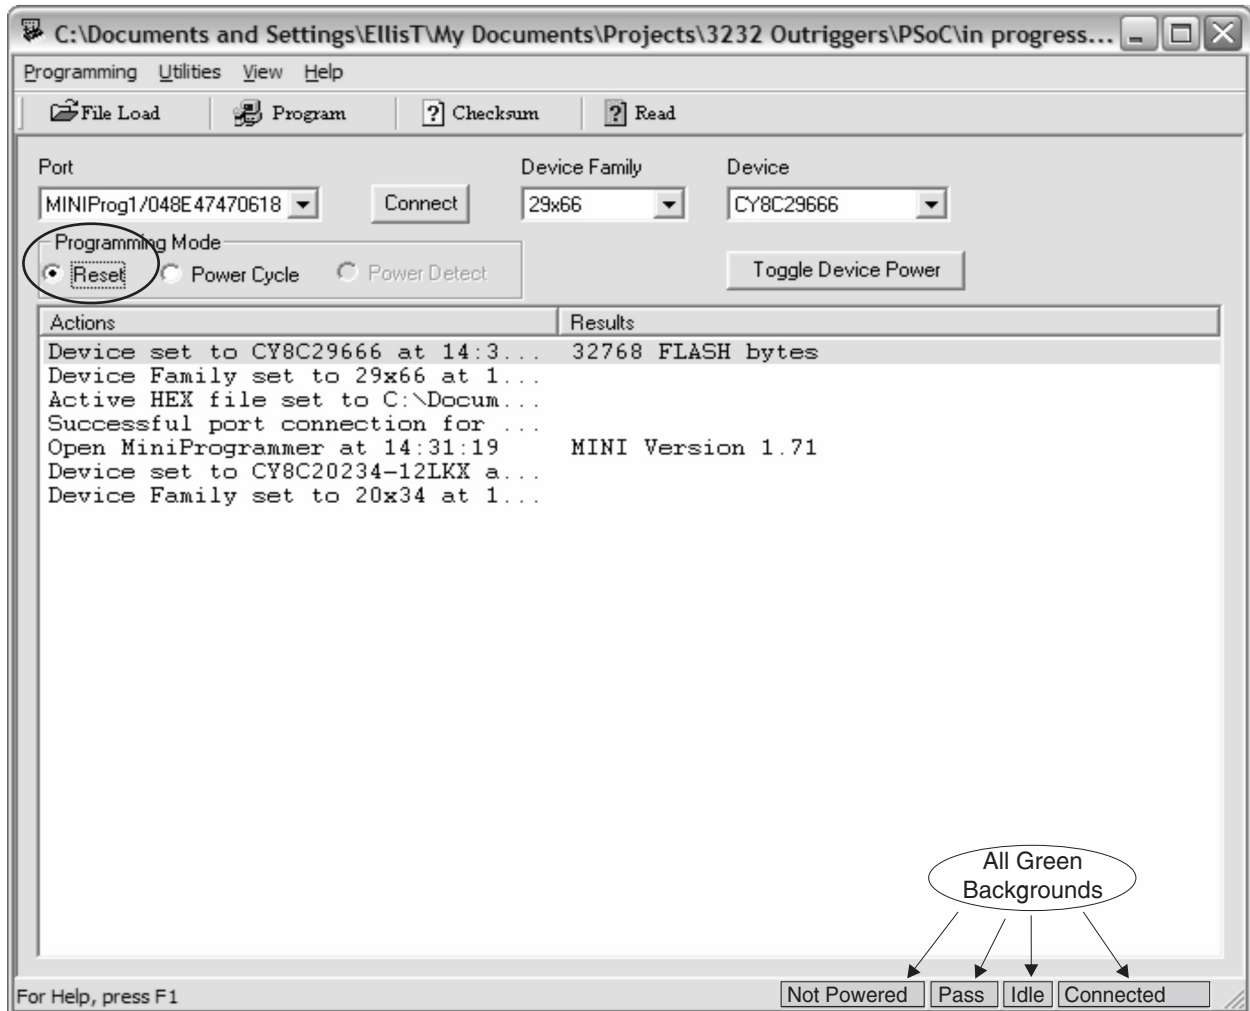 C:\Documents and Settings\EllisT\My Documents\Projects\3232 Outriggers\PSoC\in progress...
Programming Utilities View Help
File Load Program Checksum Read
Port Device Family Device
MINIProg1/048E47470618 Connect 29x66 CY8C29666
Programming Mode
Reset Power Cycle Power Detect Toggle Device Power
Actions Results
Device set to CY8C29666 at 14:3... 32768 FLASH bytes
Device Family set to 29x66 at 1...
Active HEX file set to C:\Docum...
Successful port connection for ...
Open MiniProgrammer at 14:31:19 MINI Version 1.71
Device set to CY8C20234-12LKX a...
Device Family set to 20x34 at 1...
All Green
Backgrounds
For Help, press F1 Not Powered Pass Idle Connected